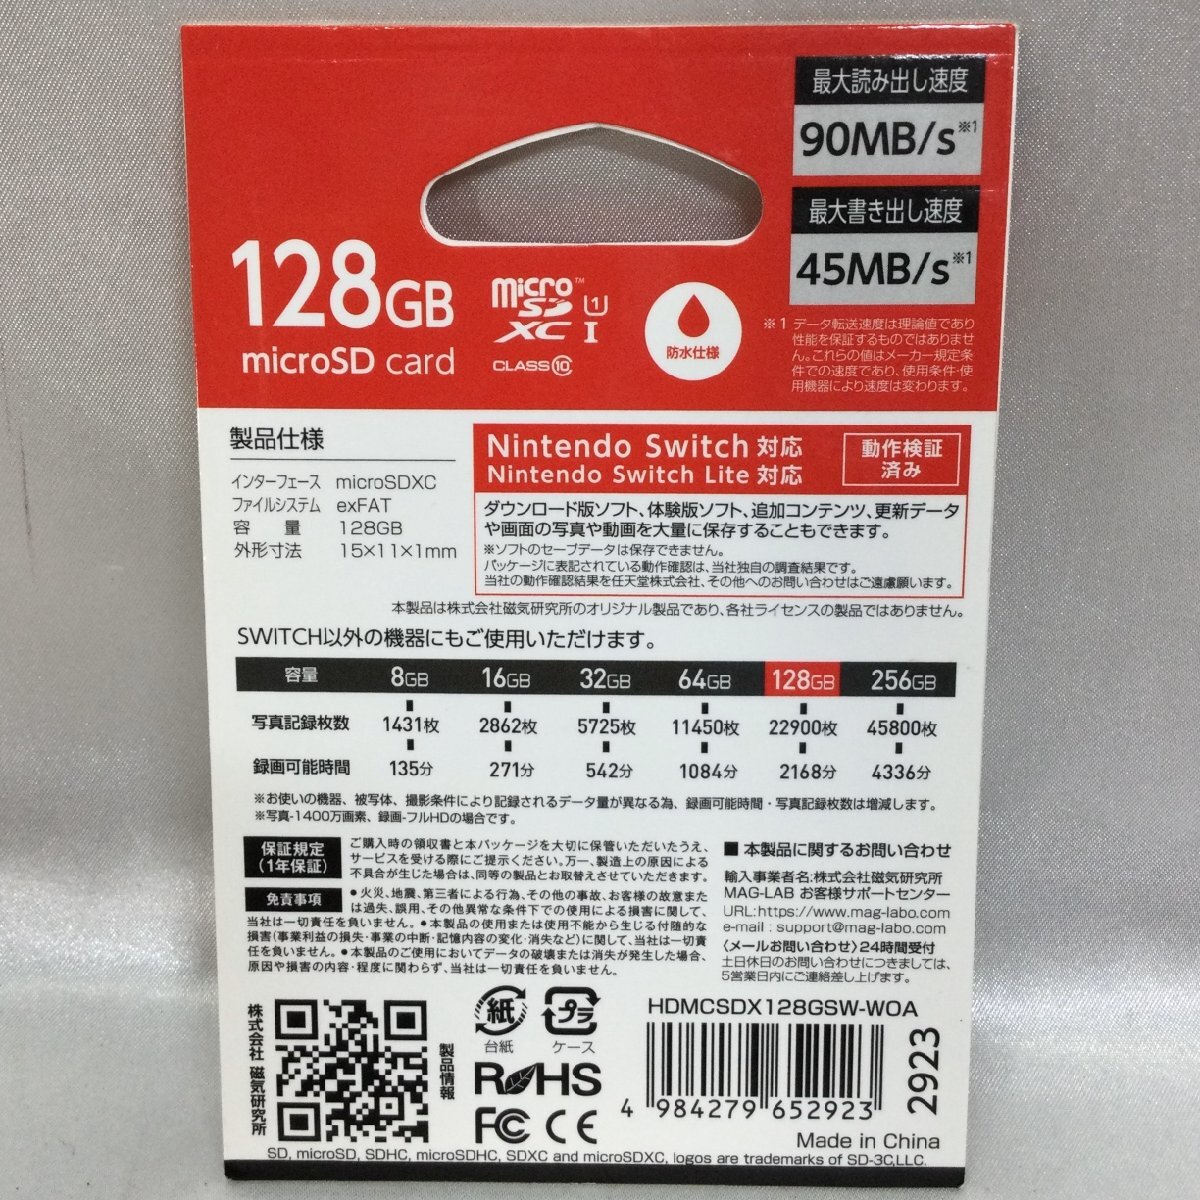 最大読み出し速度
90MB/s※1
最大書き出し速度
45MB/s※1
128GB
microSD card
micro SD XC I U1
CLASS⑩
防水仕様
※1 データ転送速度は理論値であり
性能を保証するものではありませ
ん。これらの値はメーカー規定条
件での速度であり、使用条件・使
用機器により速度は変わります。
製品仕様
インターフェース microSDXC
ファイルシステム exFAT
容量 128GB
外形寸法 15×11×1mm
Nintendo Switch 対応
Nintendo Switch Lite 対応
動作検証
済み
ダウンロード版ソフト、体験版ソフト、追加コンテンツ、更新データ
や画面の写真や動画を大量に保存することもできます。
※ソフトのセーブデータは保存できません。
パッケージに表記されている動作確認は、当社独自の調査結果です。
当社の動作確認結果を任天堂株式会社、その他へのお問い合わせはご遠慮願います。
本製品は株式会社磁気研究所のオリジナル製品であり、各社ライセンスの製品ではありません。
SWITCH以外の機器にもご使用いただけます。
容量 8GB 16GB 32GB 64GB 128GB 256GB
写真記録枚数 1431枚 2862枚 5725枚 11450枚 22900枚 45800枚
録画可能時間 135分 271分 542分 1084分 2168分 4336分
※お使いの機器、被写体、撮影条件により記録されるデータ量が異なる為、録画可能時間・写真記録枚数は増減します。
※写真-1400万画素、録画-フルHDの場合です。
保証規定
(1年保証)
ご購入時の領収書と本パッケージを大切に保管いただいたうえ、
サービスを受ける際にご提示ください。万一、製造上の原因による
不具合が生じた場合は、同等の製品とお取替えさせていただきます。
免責事項
●火災、地震、第三者による行為、その他の事故、お客様の故意また
は過失、誤用、その他異常な条件下での使用による損害に関して、
当社は一切責任を負いません。●本製品の使用または使用不能から生じる付随的な
損害(事業利益の損失・事業の中断・記憶内容の変化・消失など)に関して、当社は一切責
任を負いません。●本製品のご使用においてデータの破壊または消失が発生した場合、
原因や損害の内容・程度に関わらず、当社は一切責任を負いません。
■ 本製品に関するお問い合わせ
輸入事業者名:株式会社磁気研究所
MAG-LAB お客様サポートセンター
URL:https://www.mag-labo.com
e-mail : support@mag-labo.com
〈メールお問い合わせ〉24時間受付
土日休日のお問い合わせにつきましては、
5営業日内にご連絡差し上げます。
株式会社 磁気研究所
製品情報
紙
台紙
プラ
ケース
RoHS
FC CE
HDMCSDX128GSW-WOA
4 984279 652923
2923
Made in China
SD, microSD, SDHC, microSDHC, SDXC and microSDXC, logos are trademarks of SD-3C,LLC.